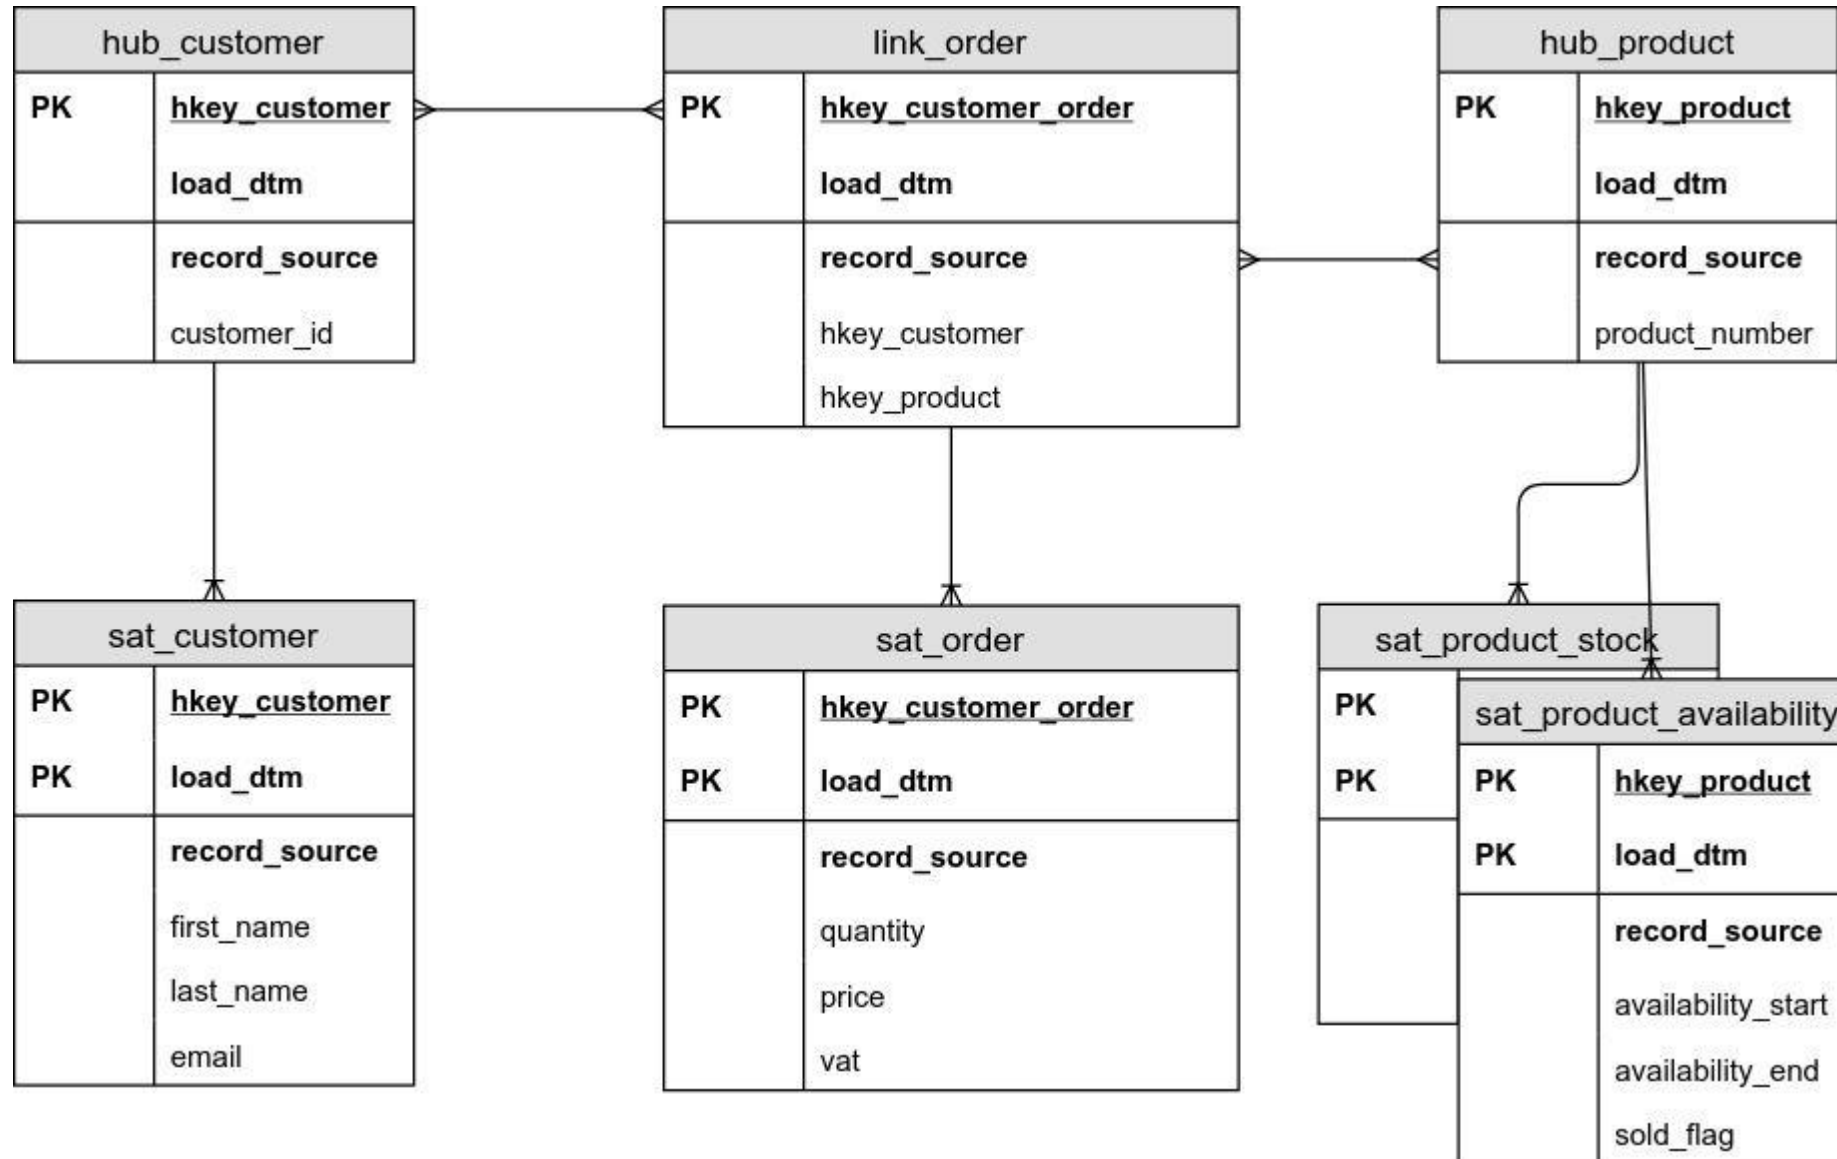 hub_customer
PK hkey_customer
load_dtm
record_source
customer_id
link_order
PK hkey_customer_order
load_dtm
record_source
hkey_customer
hkey_product
hub_product
PK hkey_product
load_dtm
record_source
product_number
sat_customer
PK hkey_customer
PK load_dtm
record_source
first_name
last_name
email
sat_order
PK hkey_customer_order
PK load_dtm
record_source
quantity
price
vat
sat_product_stock
PK
PK
sat_product_availability
PK hkey_product
PK load_dtm
record_source
availability_start
availability_end
sold_flag